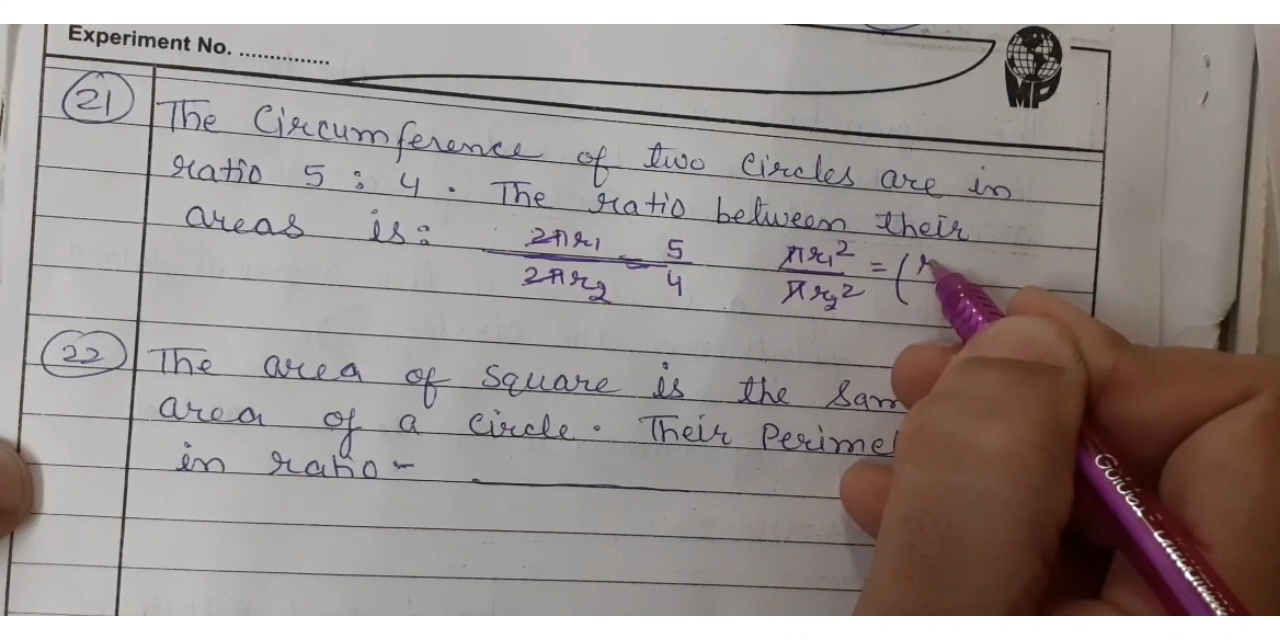 Experiment No. ...............
MP
21 The Circumference of two Circles are in
ratio 5 : 4 . The ratio between their
areas is: 2πr1/2πr2 = 5/4 πr1²/πr2² = (r
22 The area of Square is the Sam
area of a Circle . Their Perime
in ratio -